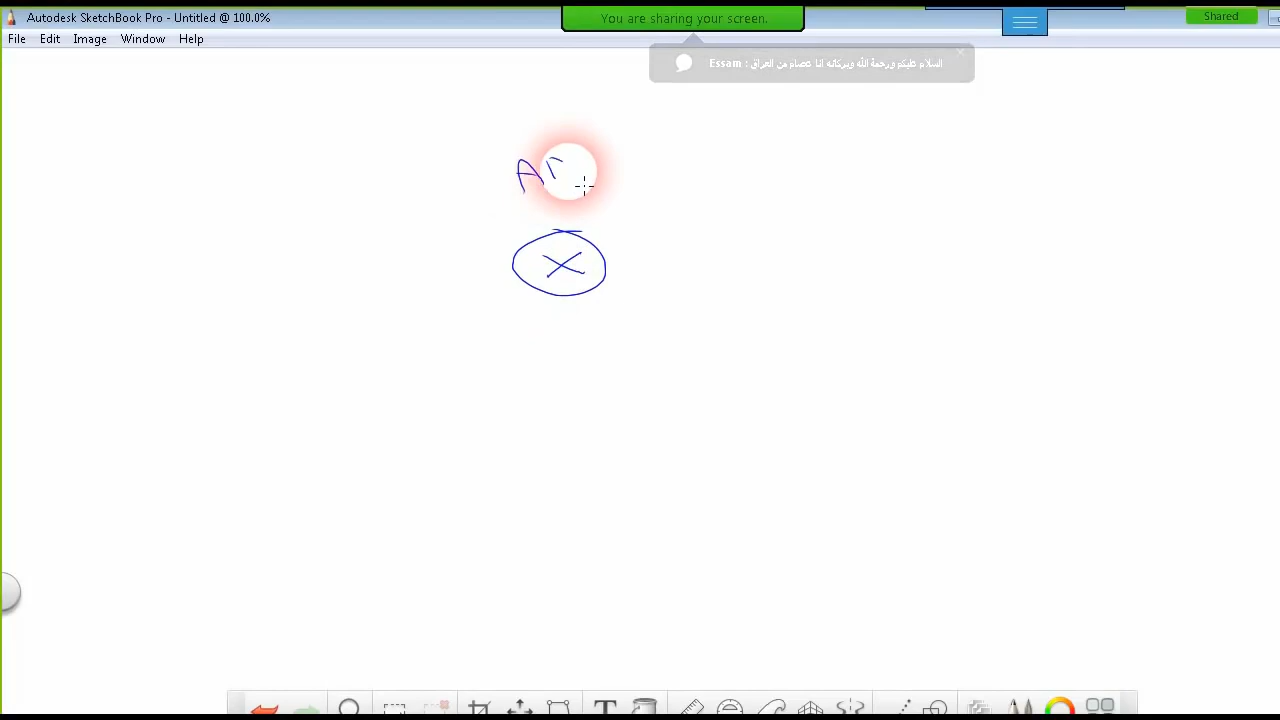 Autodesk SketchBook Pro - Untitled @ 100.0%
You are sharing your screen.
Shared
File Edit Image Window Help
Essam : السلام عليكم ورحمة الله وبركاته انا عصام من العراق
X